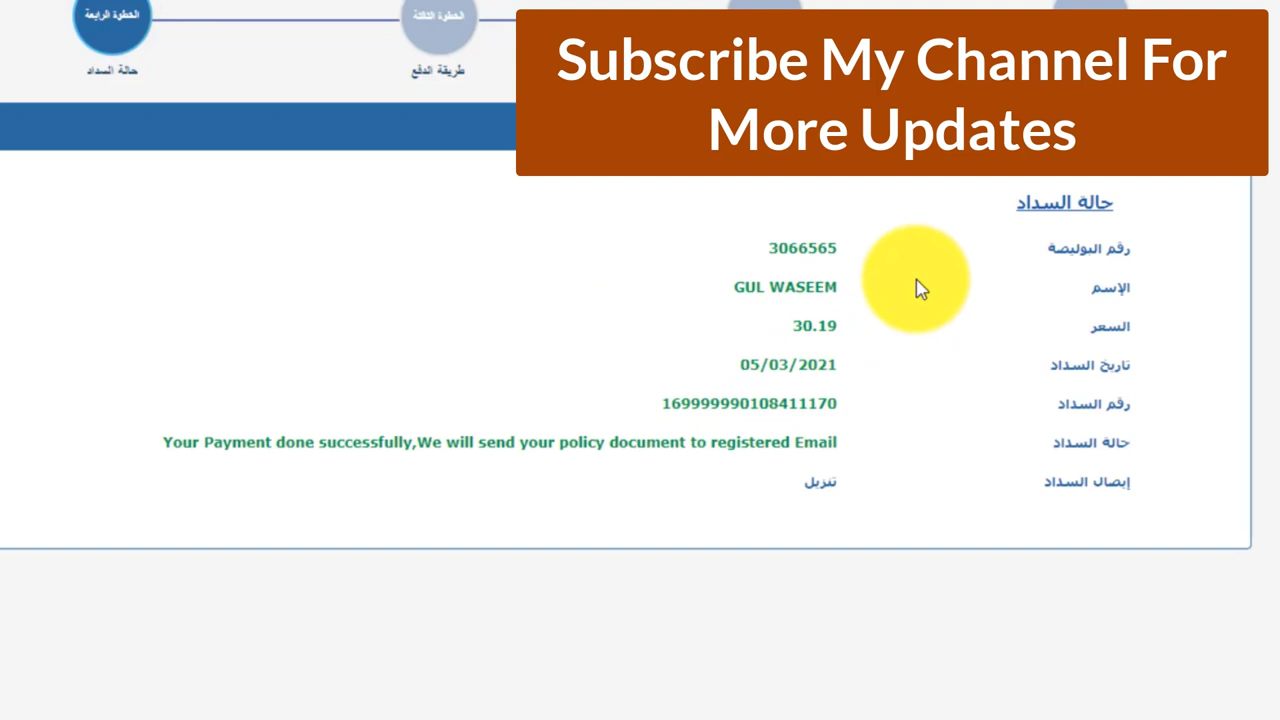 الخطوة الرابعة
الخطوة الثالثة
حالة السداد
طريقة الدفع
Subscribe My Channel For
More Updates
حالة السداد
رقم البوليصة 3066565
الإسم GUL WASEEM
السعر 30.19
تاريخ السداد 05/03/2021
رقم السداد 169999990108411170
حالة السداد Your Payment done successfully,We will send your policy document to registered Email
إيصال السداد تنزيل